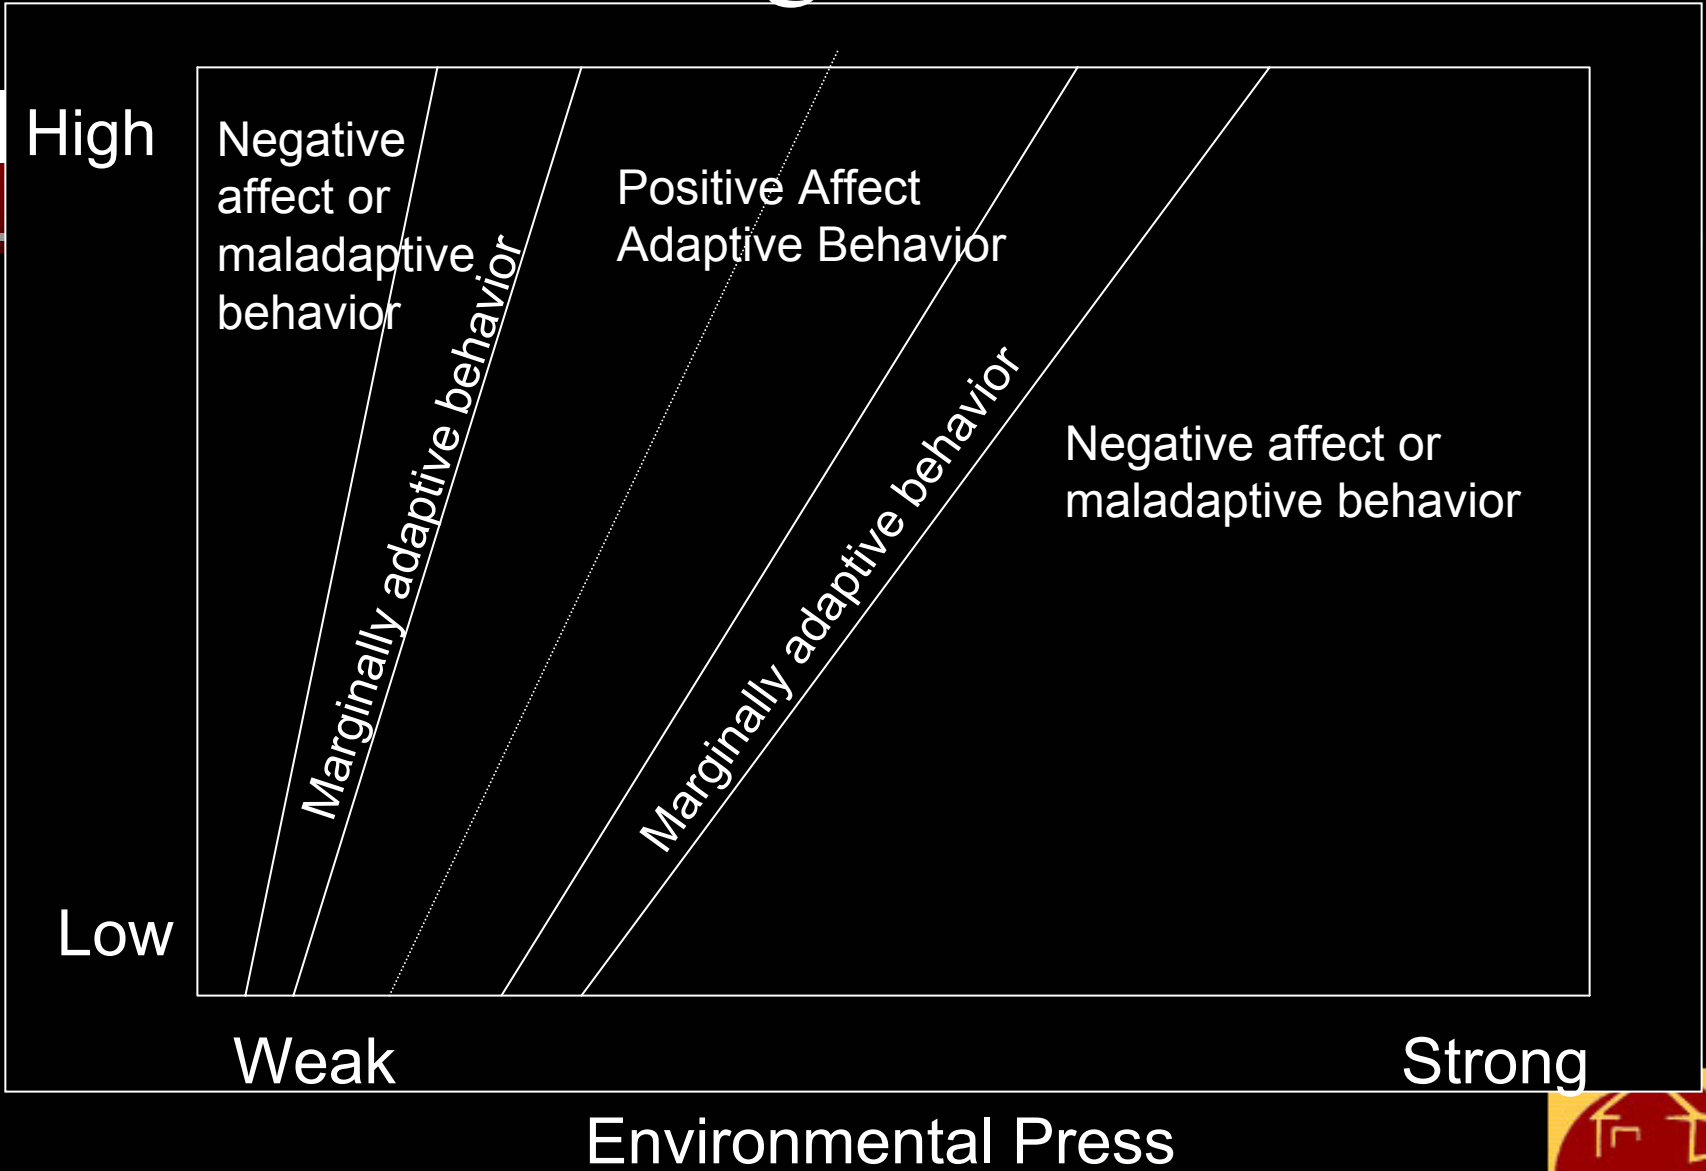 High
Negative
affect or
maladaptive
behavior
Marginally adaptive behavior
Positive Affect
Adaptive Behavior
Marginally adaptive behavior
Negative affect or
maladaptive behavior
Low
Weak
Strong
Environmental Press